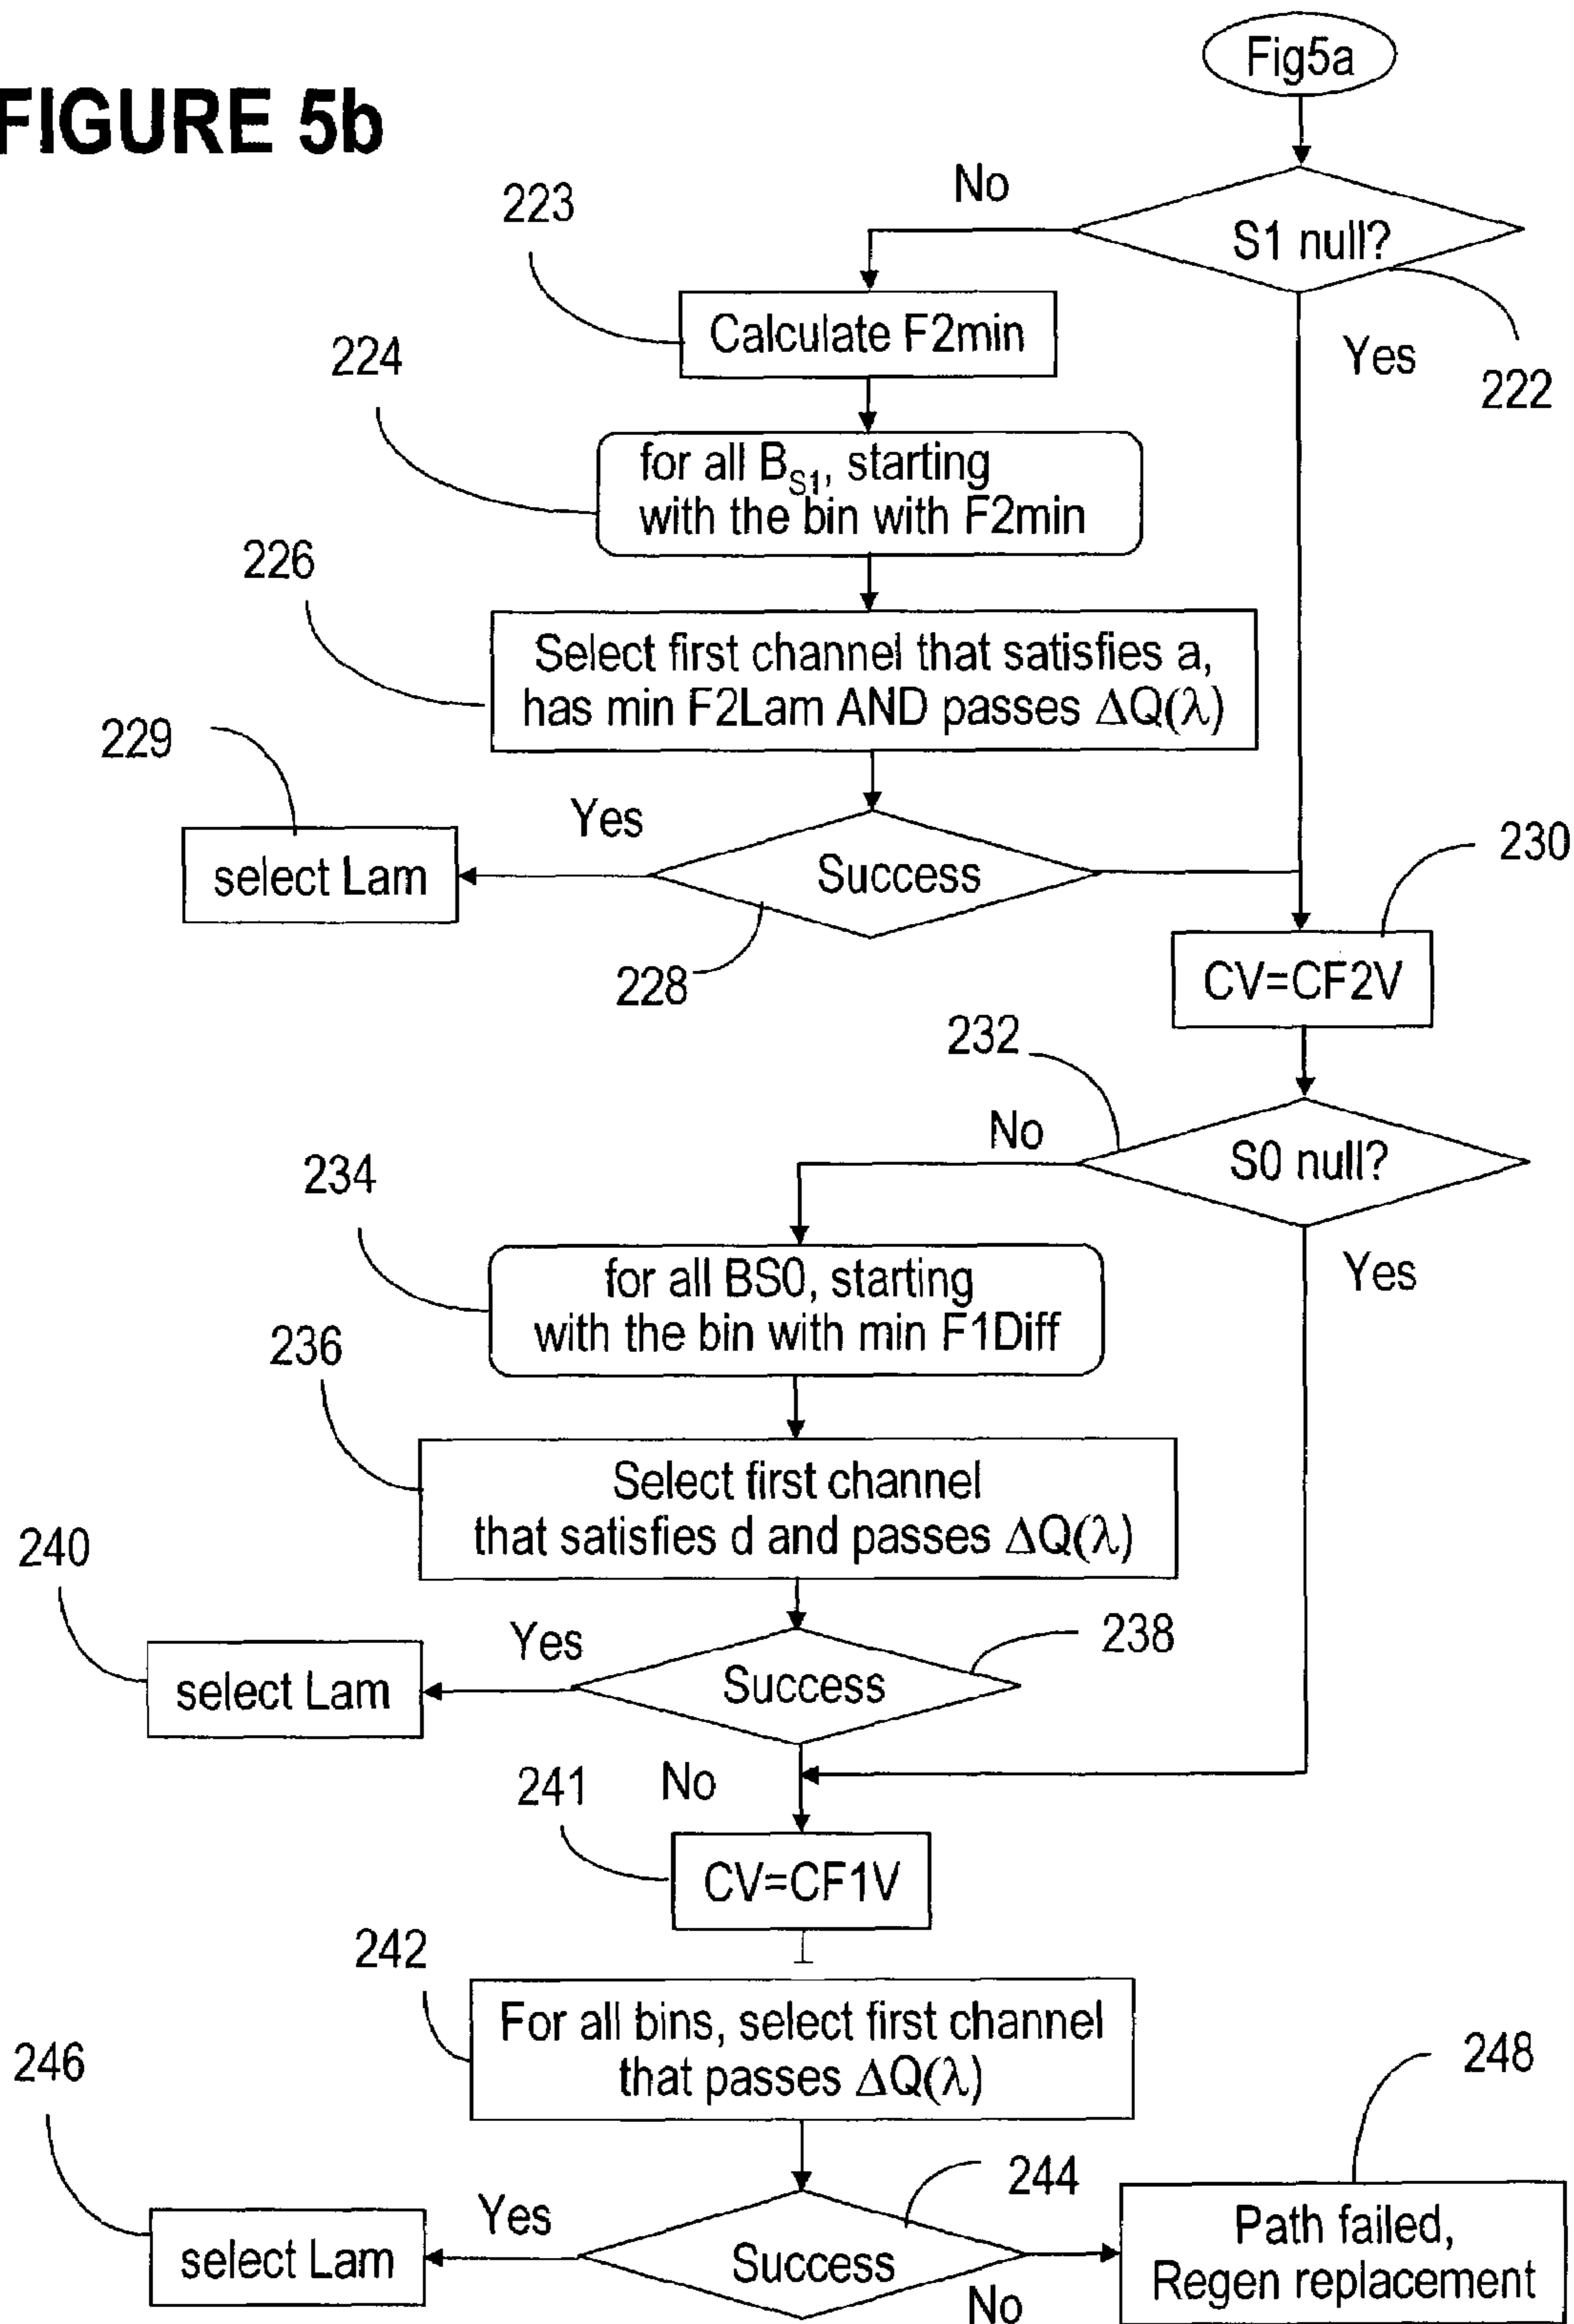 FIGURE 5b
Fig5a
No
S1 null?
Yes
222
223
Calculate F2min
224
for all BS1, starting
with the bin with F2min
226
Select first channel that satisfies a,
has min F2Lam AND passes ΔQ(λ)
229
Yes
select Lam
Success
228
230
CV=CF2V
232
No
S0 null?
Yes
234
for all BS0, starting
with the bin with min F1Diff
236
Select first channel
that satisfies d and passes ΔQ(λ)
240
Yes
select Lam
Success
238
241
No
CV=CF1V
242
For all bins, select first channel
that passes ΔQ(λ)
246
Yes
select Lam
Success
244
No
248
Path failed,
Regen replacement